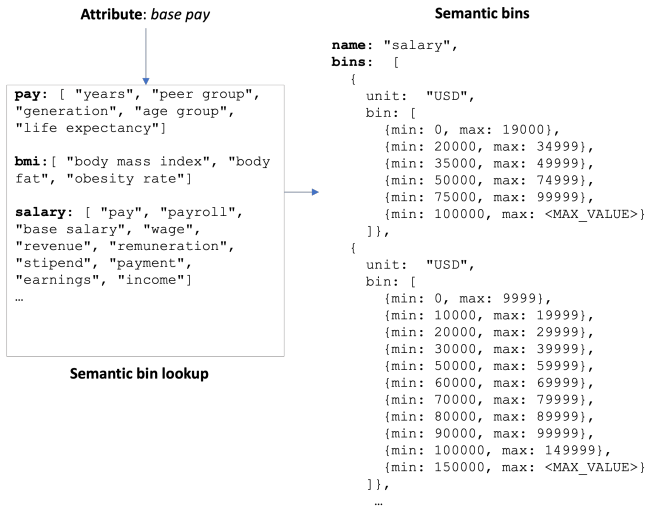 Attribute: base pay
pay: [ "years", "peer group",
"generation", "age group",
"life expectancy"]
bmi:[ "body mass index", "body
fat", "obesity rate"]
salary: [ "pay", "payroll",
"base salary", "wage",
"revenue", "remuneration",
"stipend", "payment",
"earnings", "income"]
…
Semantic bin lookup
Semantic bins
name: "salary",
bins: [
{
unit: "USD",
bin: [
{min: 0, max: 19000},
{min: 20000, max: 34999},
{min: 35000, max: 49999},
{min: 50000, max: 74999},
{min: 75000, max: 99999},
{min: 100000, max: <MAX_VALUE>}
]},
{
unit: "USD",
bin: [
{min: 0, max: 9999},
{min: 10000, max: 19999},
{min: 20000, max: 29999},
{min: 30000, max: 39999},
{min: 50000, max: 59999},
{min: 60000, max: 69999},
{min: 70000, max: 79999},
{min: 80000, max: 89999},
{min: 90000, max: 99999},
{min: 100000, max: 149999},
{min: 150000, max: <MAX_VALUE>}
]},
…